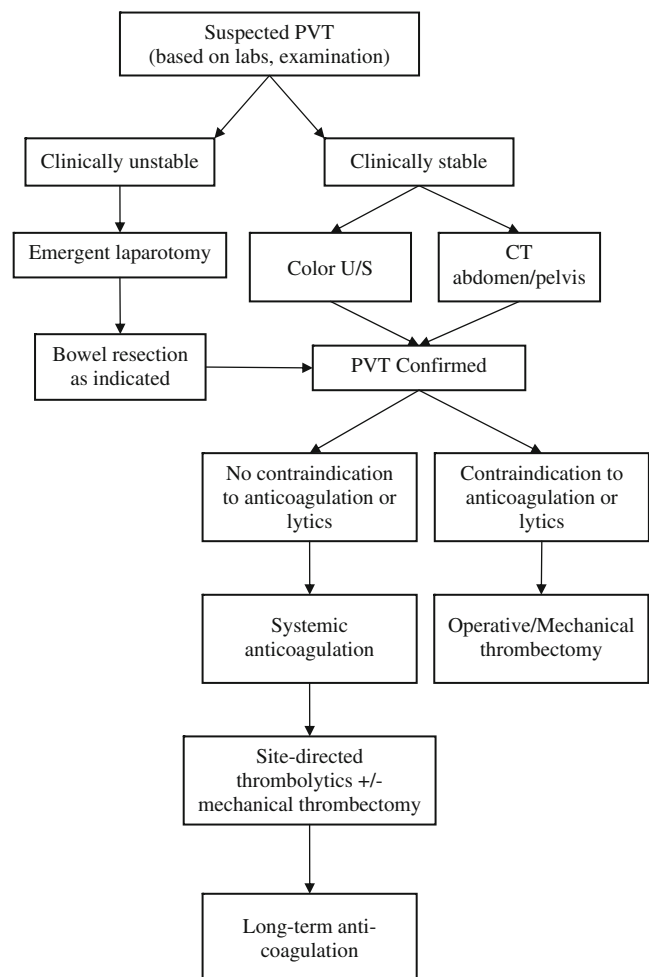 Suspected PVT
(based on labs, examination)
Clinically unstable
Clinically stable
Emergent laparotomy
Color U/S
CT
abdomen/pelvis
Bowel resection
as indicated
PVT Confirmed
No contraindication
to anticoagulation or
lytics
Contraindication to
anticoagulation or
lytics
Systemic
anticoagulation
Operative/Mechanical
thrombectomy
Site-directed
thrombolytics +/-
mechanical thrombectomy
Long-term anti-
coagulation